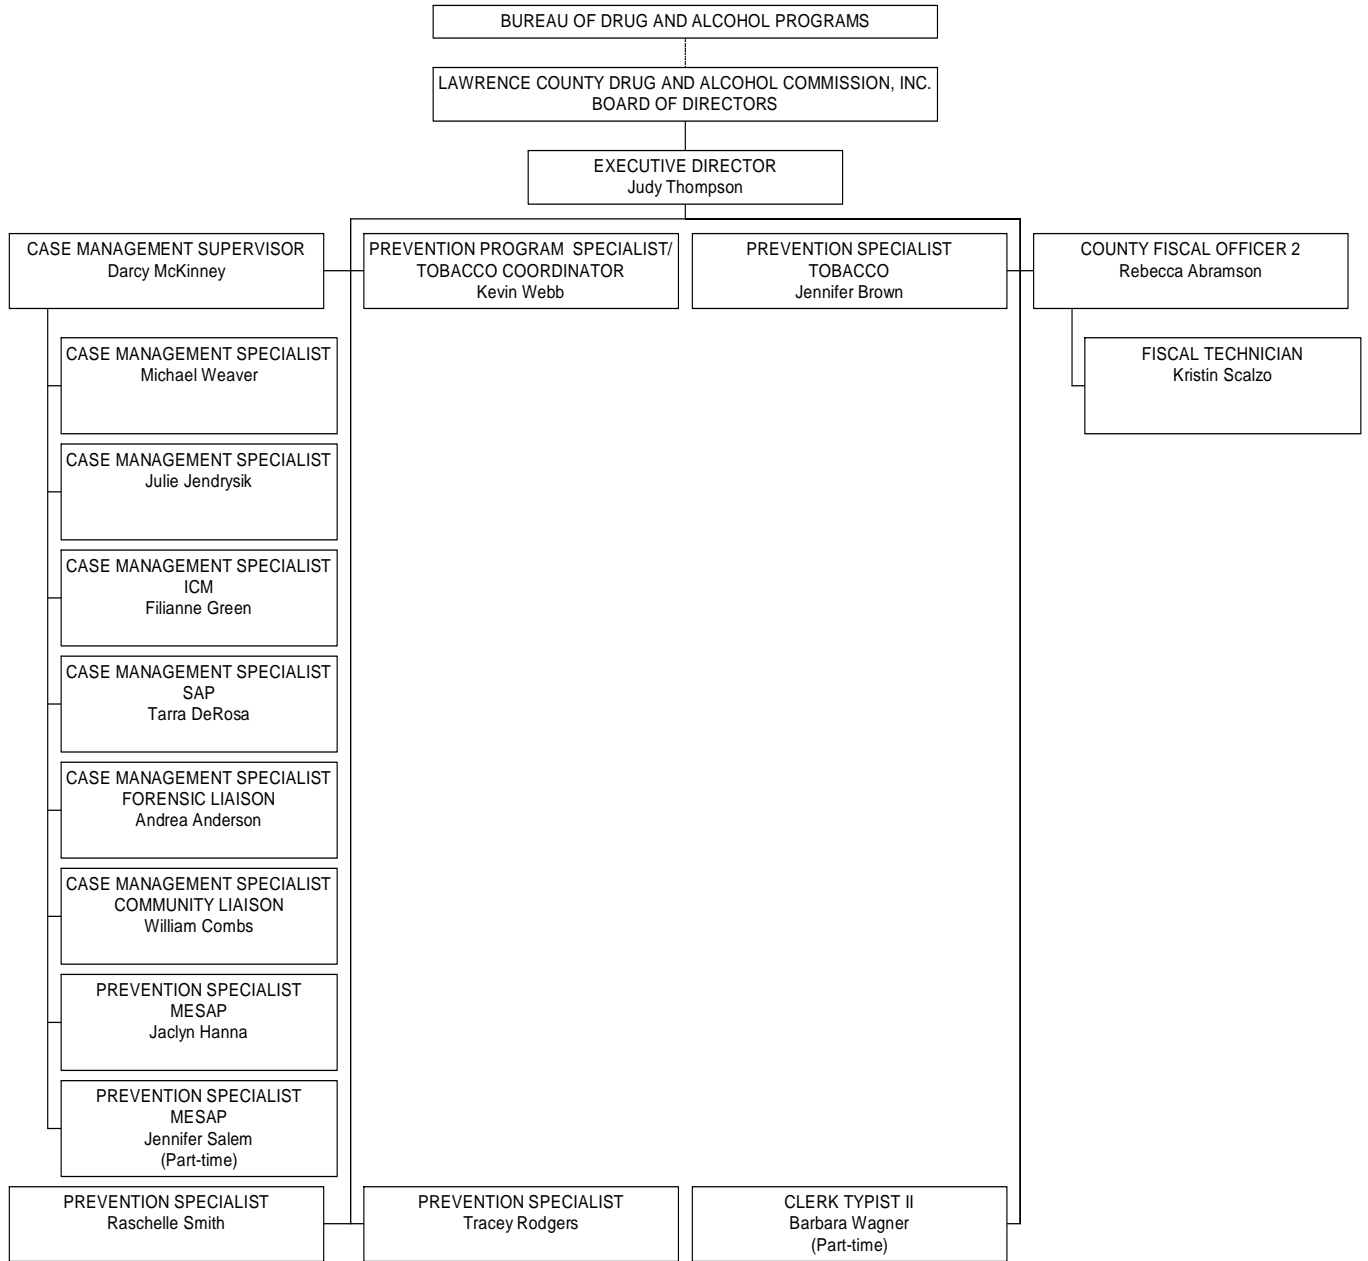 BUREAU OF DRUG AND ALCOHOL PROGRAMS
LAWRENCE COUNTY DRUG AND ALCOHOL COMMISSION, INC.
BOARD OF DIRECTORS
EXECUTIVE DIRECTOR
Judy Thompson
CASE MANAGEMENT SUPERVISOR
Darcy McKinney
PREVENTION PROGRAM SPECIALIST/
TOBACCO COORDINATOR
Kevin Webb
PREVENTION SPECIALIST
TOBACCO
Jennifer Brown
COUNTY FISCAL OFFICER 2
Rebecca Abramson
CASE MANAGEMENT SPECIALIST
Michael Weaver
FISCAL TECHNICIAN
Kristin Scalzo
CASE MANAGEMENT SPECIALIST
Julie Jendrysik
CASE MANAGEMENT SPECIALIST
ICM
Filianne Green
CASE MANAGEMENT SPECIALIST
SAP
Tarra DeRosa
CASE MANAGEMENT SPECIALIST
FORENSIC LIAISON
Andrea Anderson
CASE MANAGEMENT SPECIALIST
COMMUNITY LIAISON
William Combs
PREVENTION SPECIALIST
MESAP
Jaclyn Hanna
PREVENTION SPECIALIST
MESAP
Jennifer Salem
(Part-time)
PREVENTION SPECIALIST
Raschelle Smith
PREVENTION SPECIALIST
Tracey Rodgers
CLERK TYPIST II
Barbara Wagner
(Part-time)